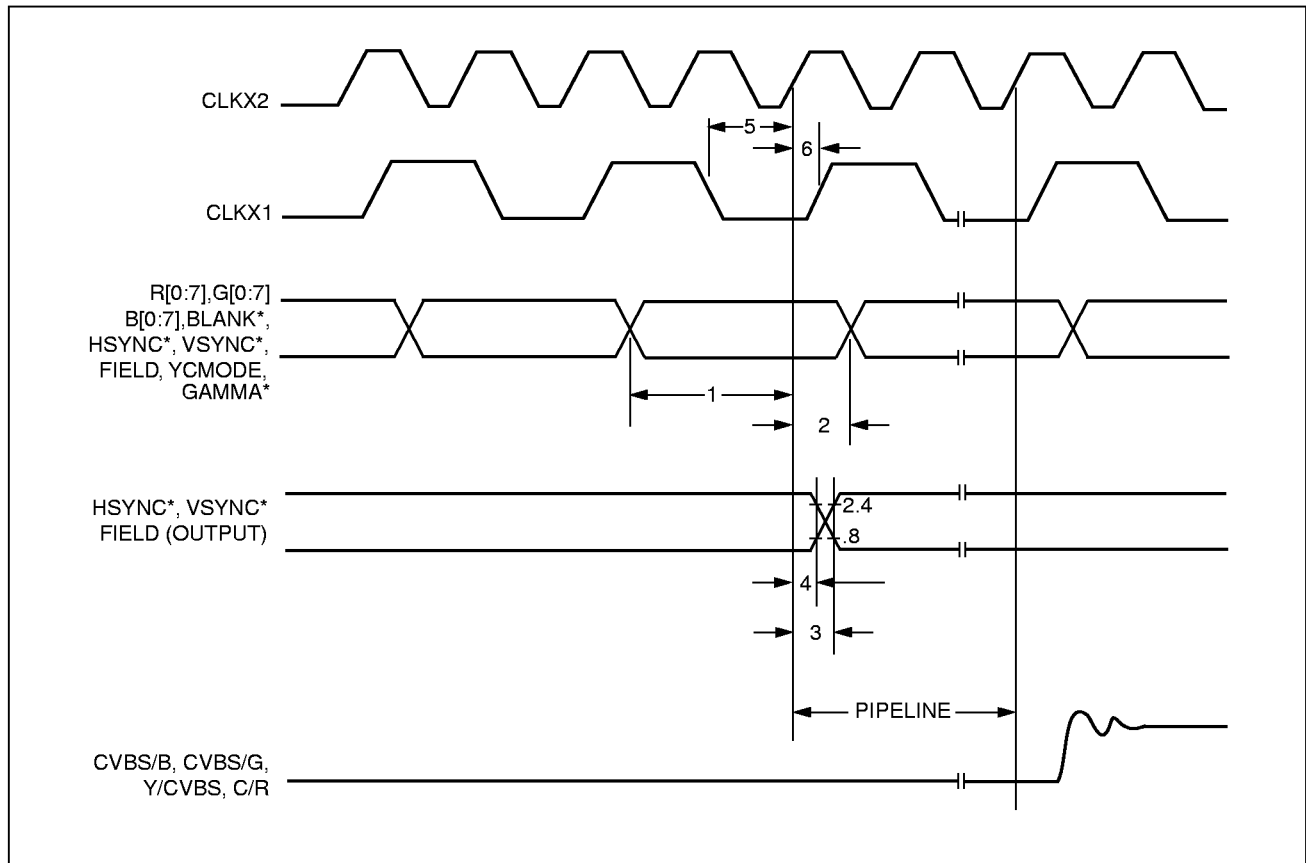 CLKX2
5
6
CLKX1
R[0:7],G[0:7]
B[0:7],BLANK*,
HSYNC*, VSYNC*,
FIELD, YCMODE,
GAMMA*
1
2
HSYNC*, VSYNC*
FIELD (OUTPUT)
2.4
.8
4
3
PIPELINE
CVBS/B, CVBS/G,
Y/CVBS, C/R